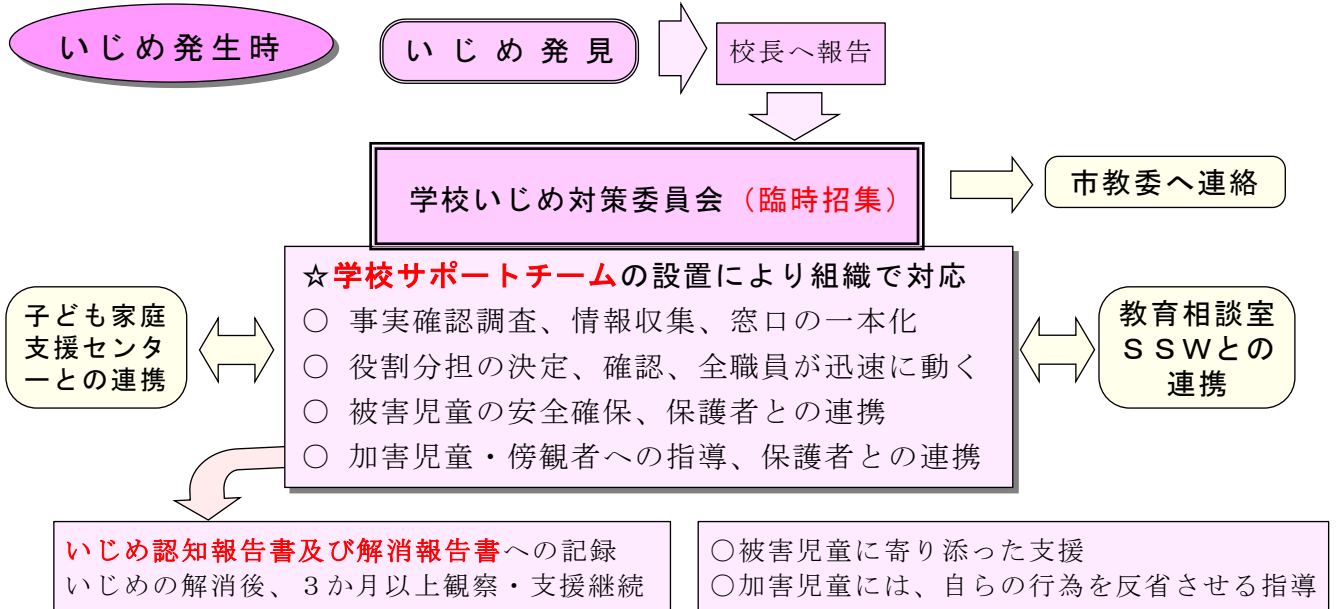 いじめ発生時
いじめ発見
校長へ報告
学校いじめ対策委員会（臨時招集）
市教委へ連絡
☆学校サポートチームの設置により組織で対応
○ 事実確認調査、情報収集、窓口の一本化
○ 役割分担の決定、確認、全職員が迅速に動く
○ 被害児童の安全確保、保護者との連携
○ 加害児童・傍観者への指導、保護者との連携
子ども家庭
支援センタ
ーとの連携
教育相談室
ＳＳＷとの
連携
いじめ認知報告書及び解消報告書への記録
いじめの解消後、３か月以上観察・支援継続
○被害児童に寄り添った支援
○加害児童には、自らの行為を反省させる指導